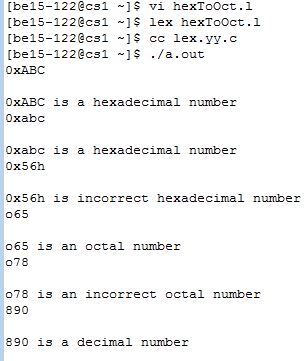 [be15-122@cs1 ~]$ vi hexToOct.l
[be15-122@cs1 ~]$ lex hexToOct.l
[be15-122@cs1 ~]$ cc lex.yy.c
[be15-122@cs1 ~]$ ./a.out
0xABC
0xABC is a hexadecimal number
0xabc
0xabc is a hexadecimal number
0x56h
0x56h is incorrect hexadecimal number
o65
o65 is an octal number
o78
o78 is an incorrect octal number
890
890 is a decimal number